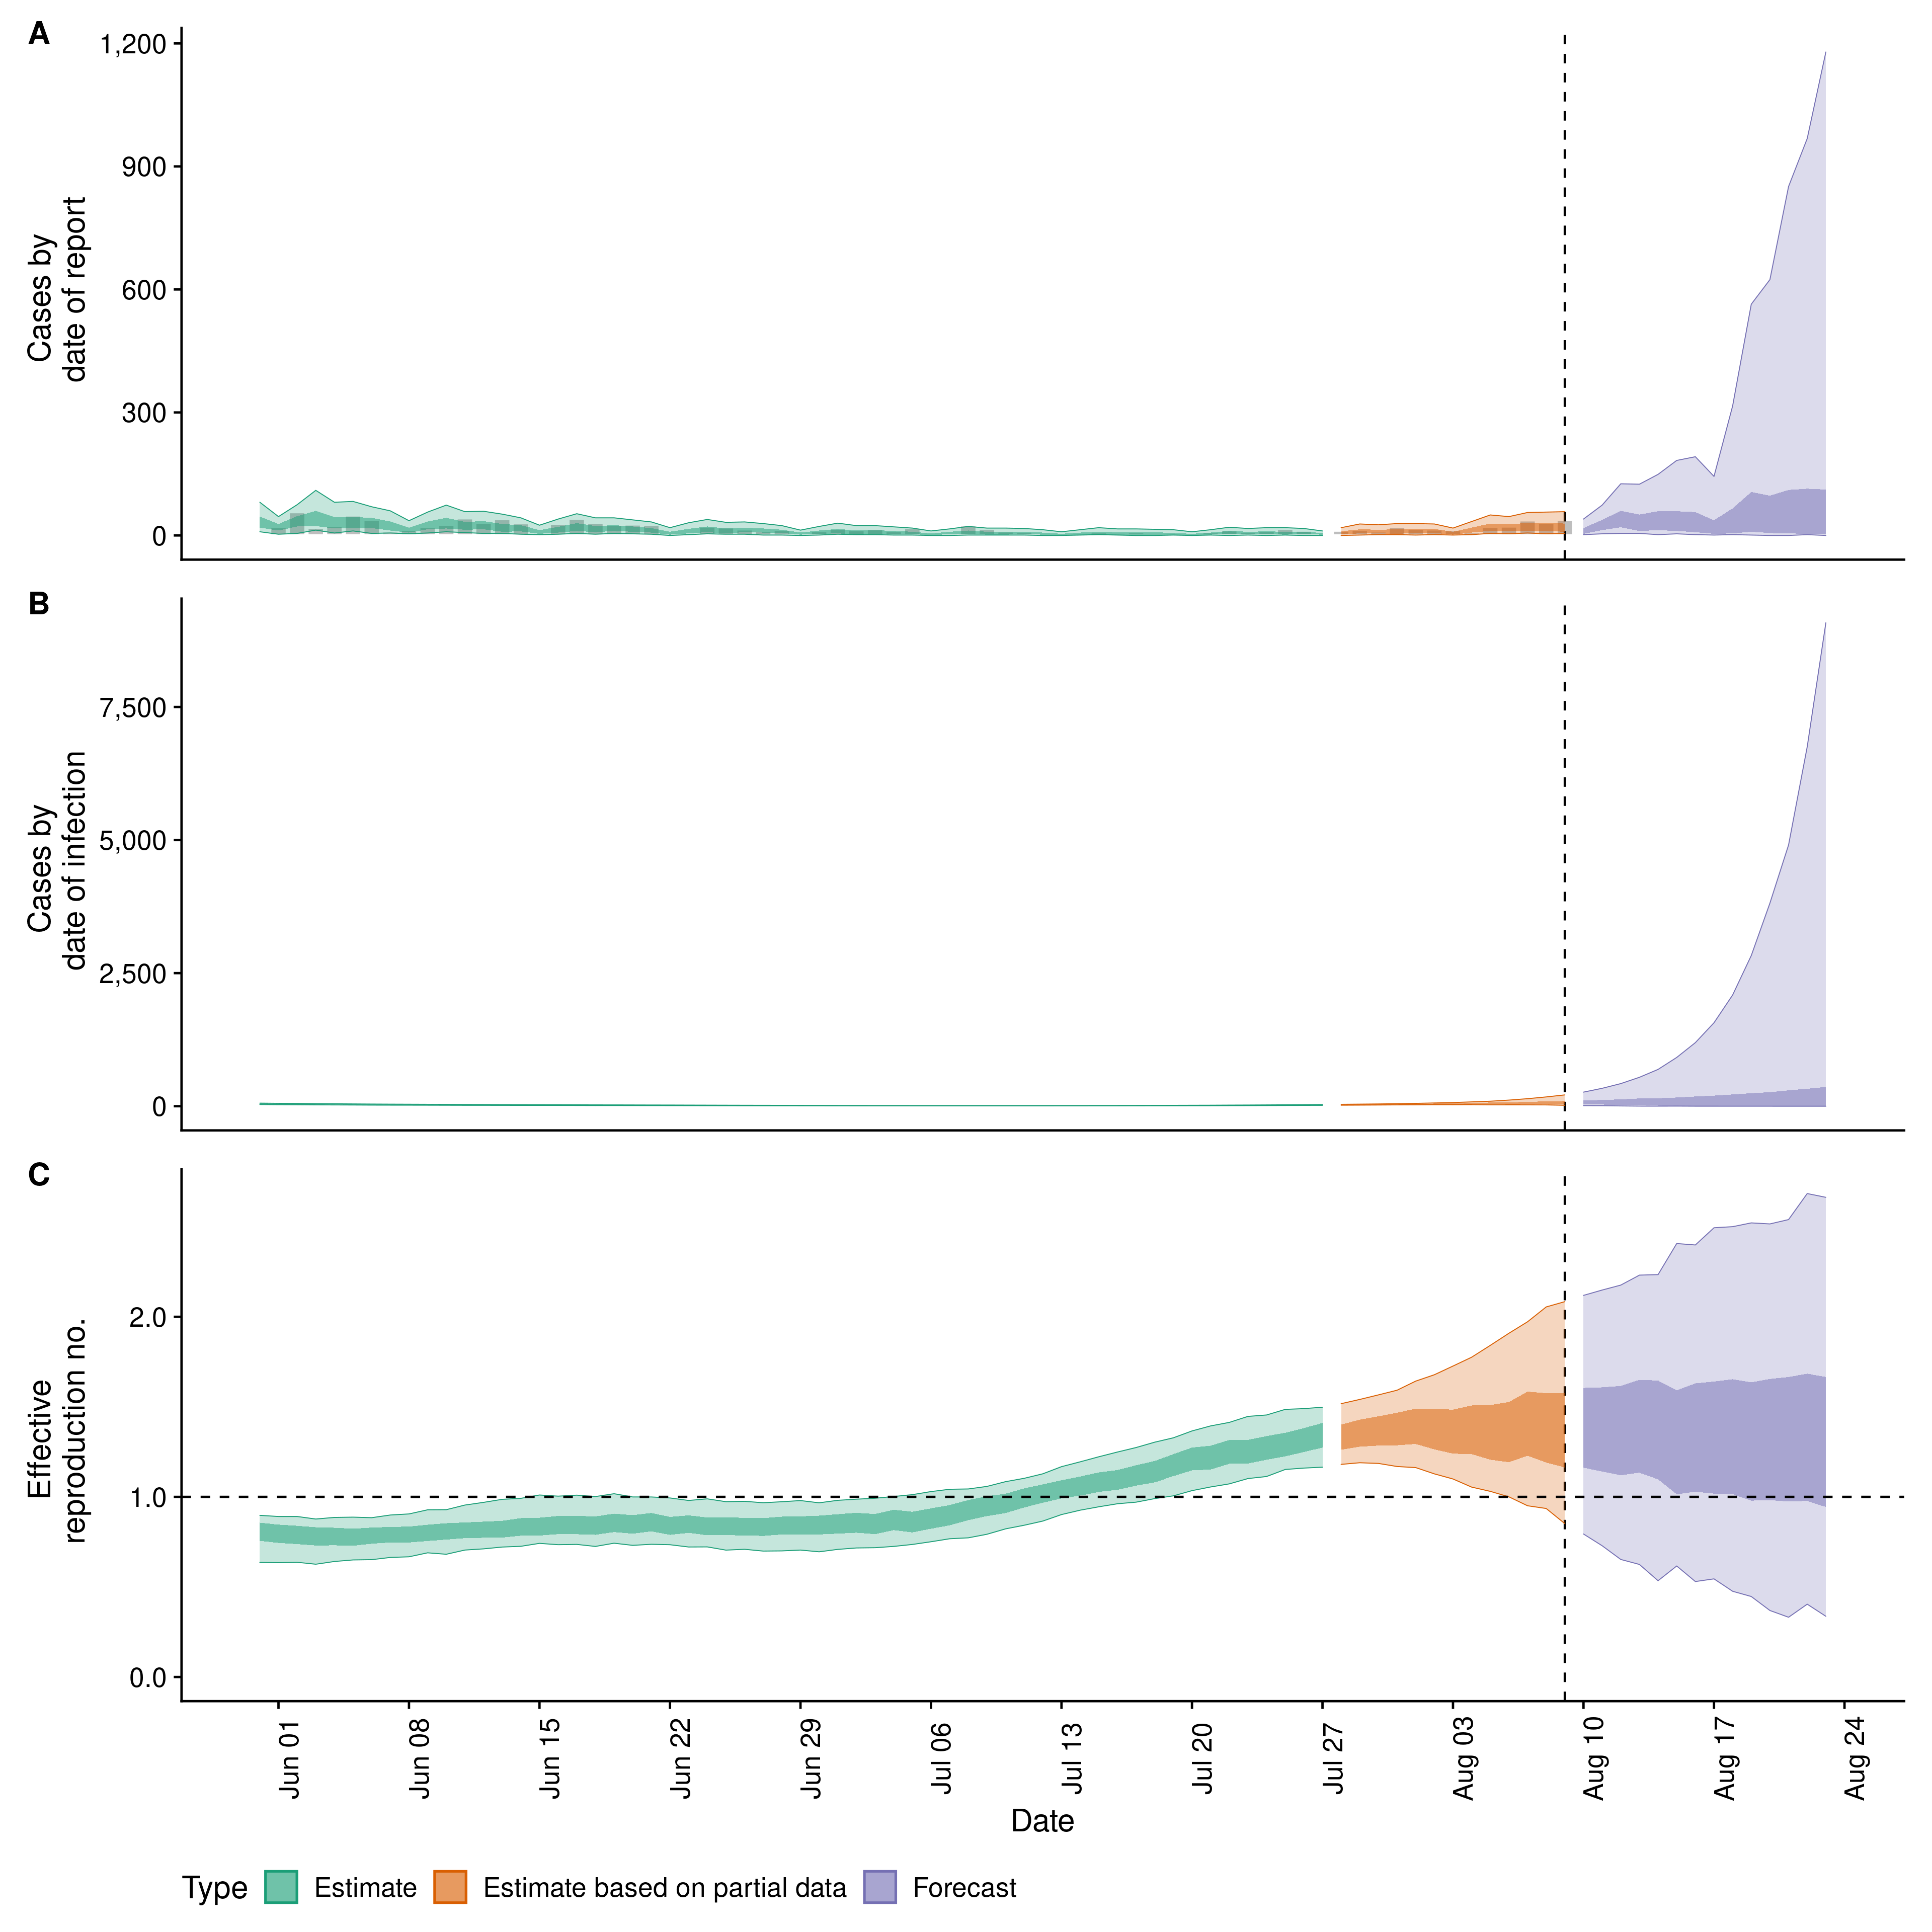 A
1,200
900
600
300
0
Cases by
date of report
B
7,500
5,000
2,500
0
Cases by
date of infection
C
2.0
1.0
0.0
Effective
reproduction no.
Jun 01
Jun 08
Jun 15
Jun 22
Jun 29
Jul 06
Jul 13
Jul 20
Jul 27
Aug 03
Aug 10
Aug 17
Aug 24
Date
Type Estimate Estimate based on partial data Forecast